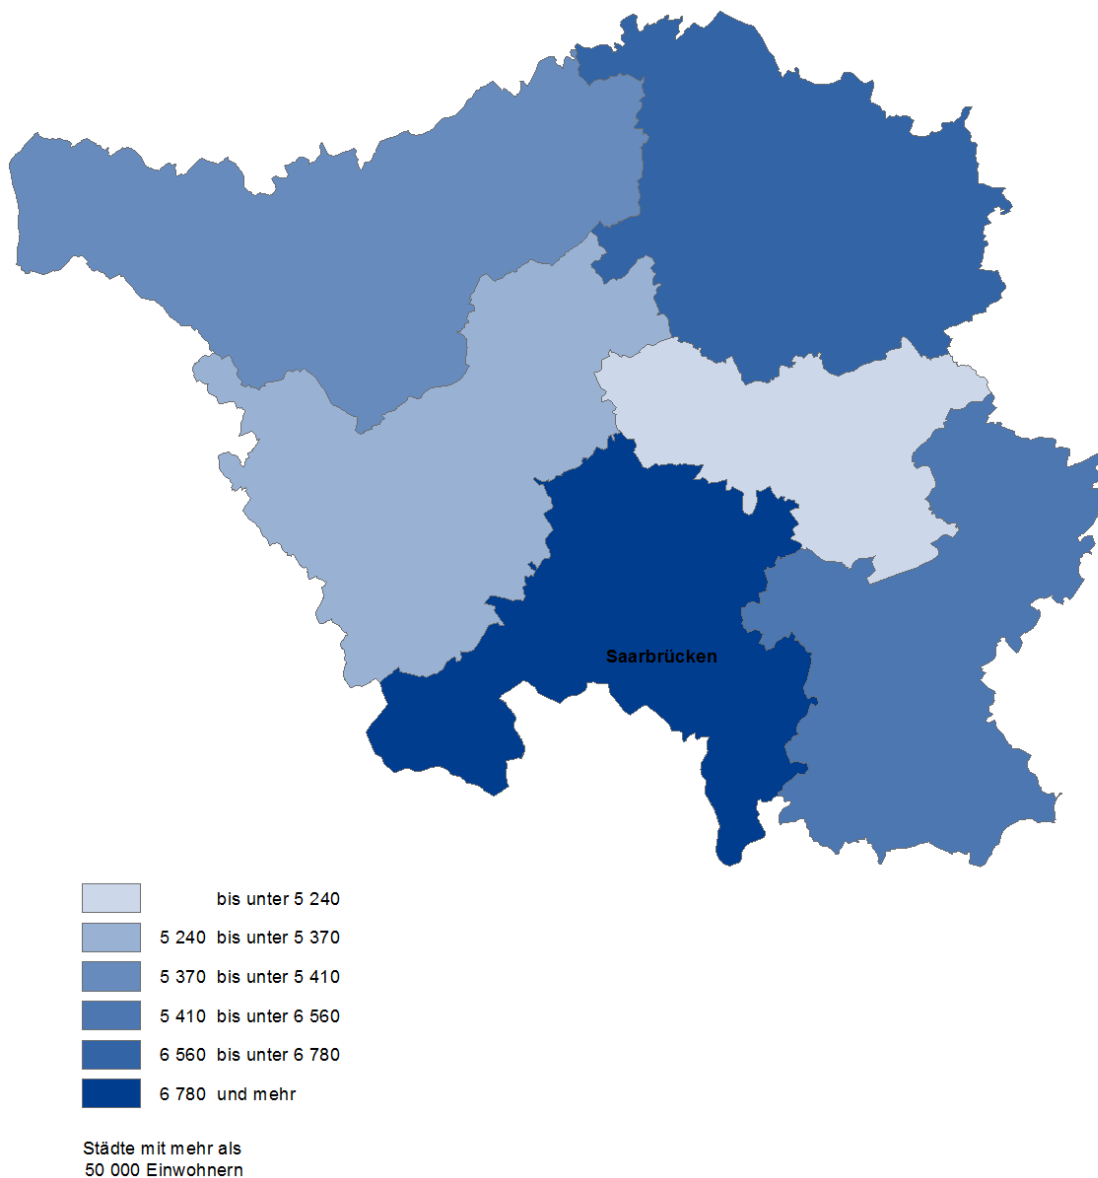 Saarbrücken
bis unter 5 240
5 240 bis unter 5 370
5 370 bis unter 5 410
5 410 bis unter 6 560
6 560 bis unter 6 780
6 780 und mehr
Städte mit mehr als
50 000 Einwohnern